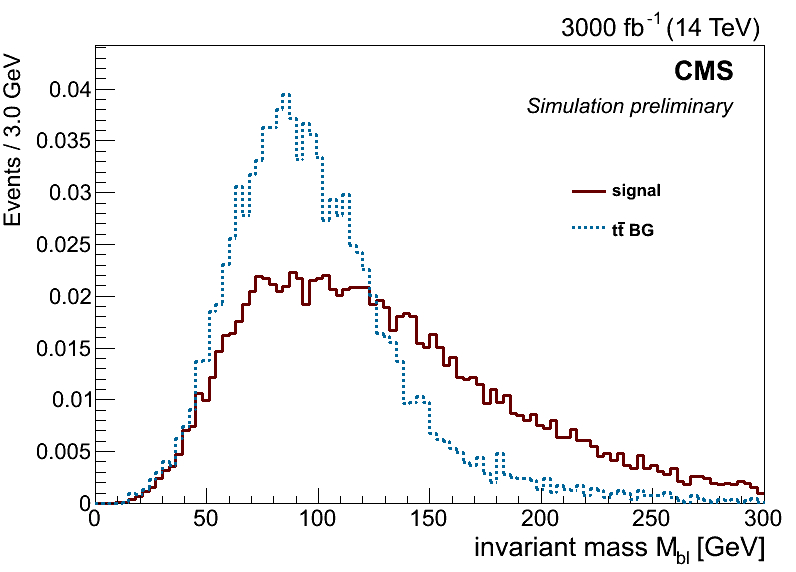 3000 fb⁻¹ (14 TeV)
CMS
Simulation preliminary
Events / 3.0 GeV
0.04
0.035
0.03
0.025
0.02
0.015
0.01
0.005
0
signal
tt̄ BG
0 50 100 150 200 250 300
invariant mass M_bl [GeV]